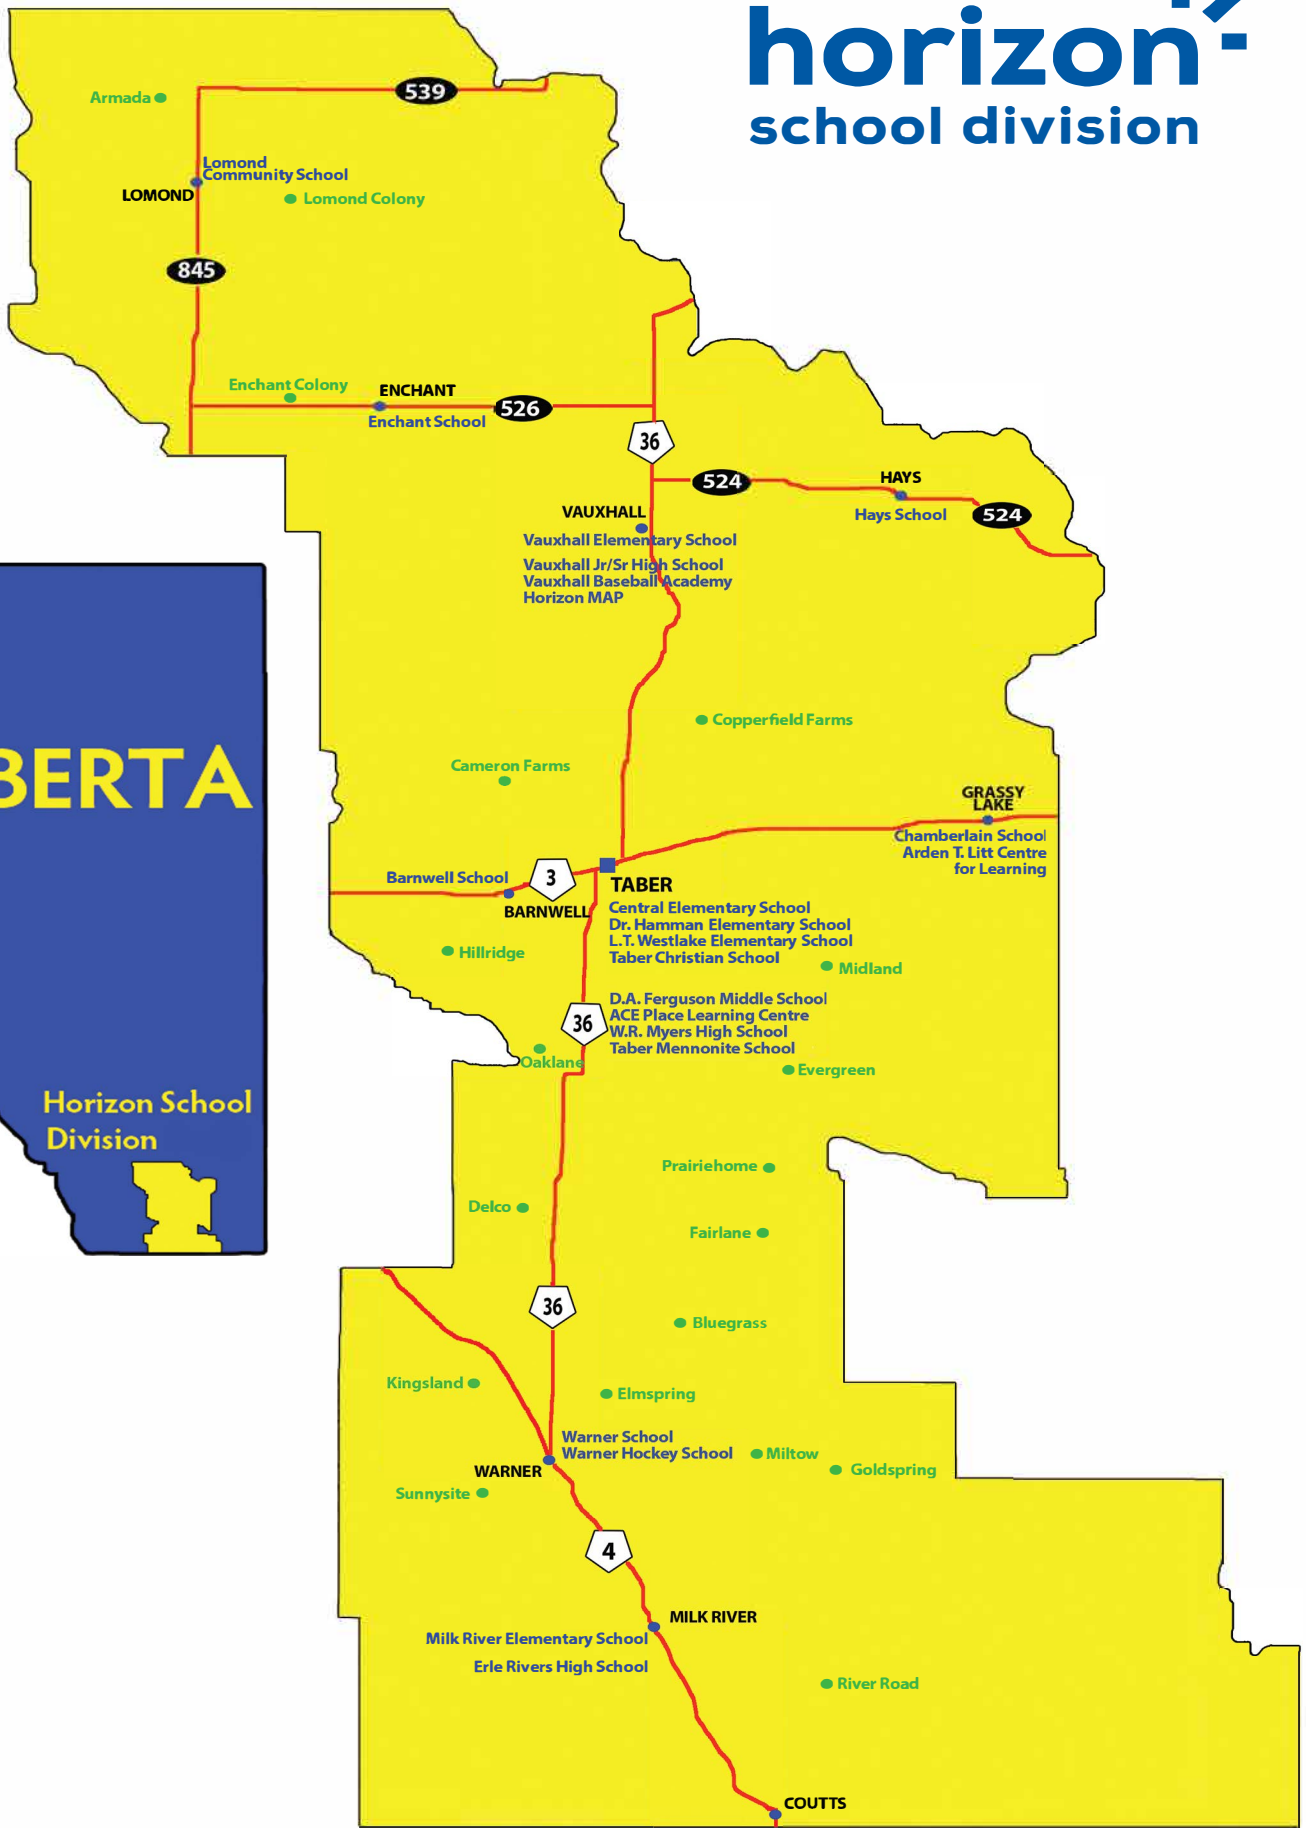 horizon
school division
Armada
539
Lomond
Community School
LOMOND
Lomond Colony
845
Enchant Colony
ENCHANT
526
Enchant School
36
524
HAYS
Hays School
524
VAUXHALL
Vauxhall Elementary School
Vauxhall Jr/Sr High School
Vauxhall Baseball Academy
Horizon MAP
Copperfield Farms
Cameron Farms
GRASSY
LAKE
Chamberlain School
Arden T. Litt Centre
for Learning
Barnwell School
3
BARNWELL
TABER
Central Elementary School
Dr. Hamman Elementary School
L.T. Westlake Elementary School
Taber Christian School
Hillridge
Midland
D.A. Ferguson Middle School
ACE Place Learning Centre
W.R. Myers High School
Taber Mennonite School
36
Oaklane
Evergreen
BERTA
Horizon School
Division
Prairiehome
Delco
Fairlane
36
Bluegrass
Kingsland
Elmspring
Warner School
Warner Hockey School
WARNER
Miltow
Goldspring
Sunnysite
4
MILK RIVER
Milk River Elementary School
Erle Rivers High School
River Road
COUTTS